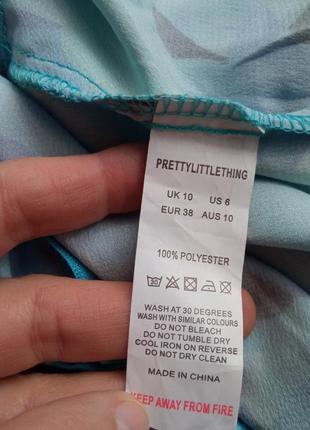 PRETTYLITTLETHING
UK 10 US 6
EUR 38 AUS 10
100% POLYESTER
WASH AT 30 DEGREES
WASH WITH SIMILAR COLOURS
DO NOT BLEACH
DO NOT TUMBLE DRY
COOL IRON ON REVERSE
DO NOT DRY CLEAN
MADE IN CHINA
KEEP AWAY FROM FIRE